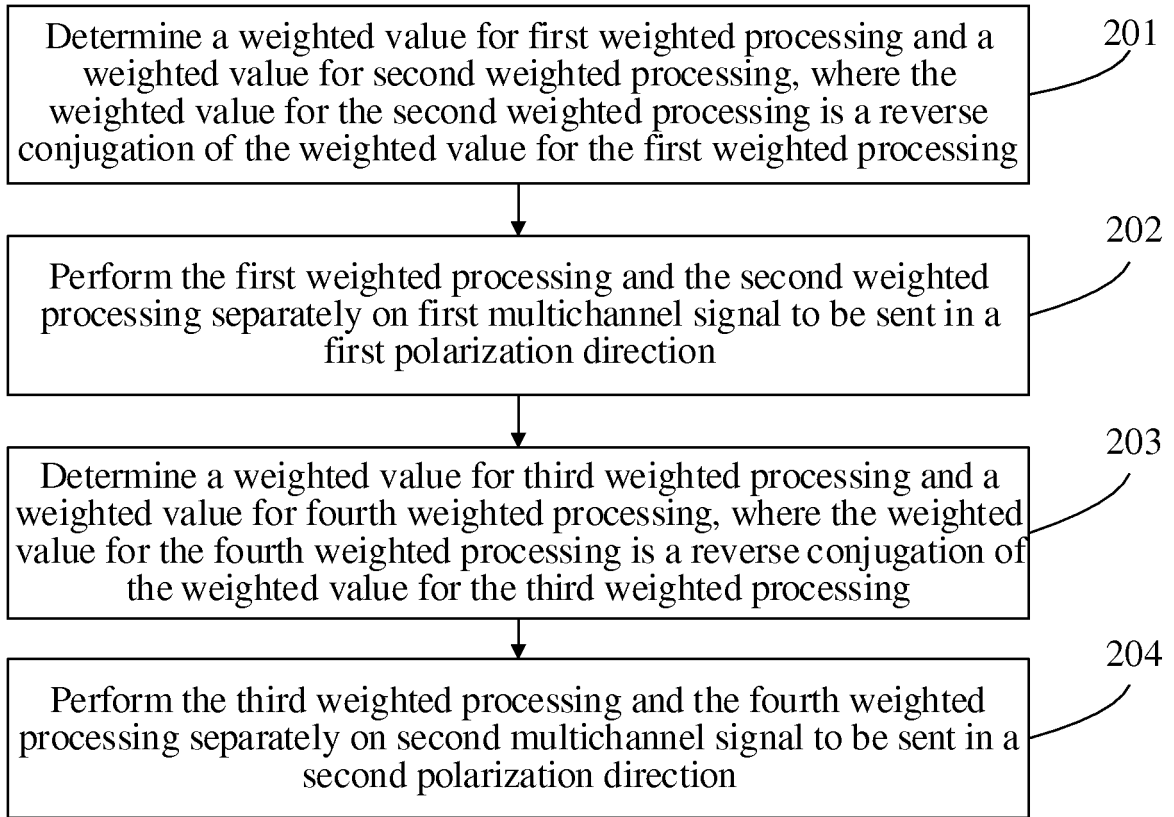 Determine a weighted value for first weighted processing and a
weighted value for second weighted processing, where the
weighted value for the second weighted processing is a reverse
conjugation of the weighted value for the first weighted processing
201
Perform the first weighted processing and the second weighted
processing separately on first multichannel signal to be sent in a
first polarization direction
202
Determine a weighted value for third weighted processing and a
weighted value for fourth weighted processing, where the weighted
value for the fourth weighted processing is a reverse conjugation of
the weighted value for the third weighted processing
203
Perform the third weighted processing and the fourth weighted
processing separately on second multichannel signal to be sent in a
second polarization direction
204